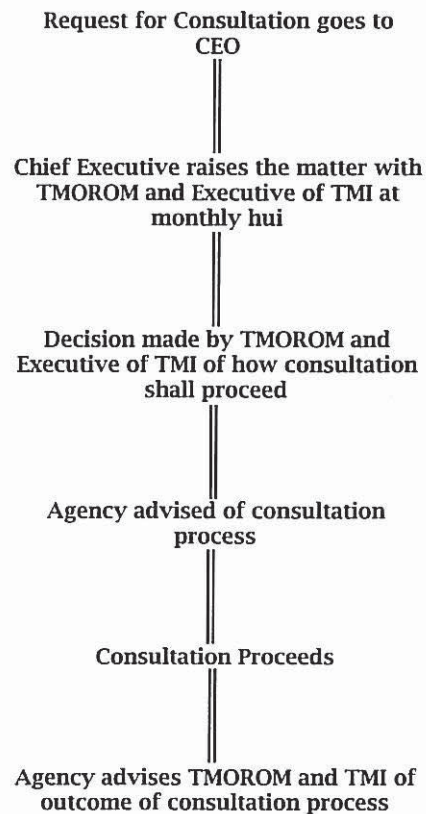 Request for Consultation goes to
CEO
Chief Executive raises the matter with
TMOROM and Executive of TMI at
monthly hui
Decision made by TMOROM and
Executive of TMI of how consultation
shall proceed
Agency advised of consultation
process
Consultation Proceeds
Agency advises TMOROM and TMI of
outcome of consultation process